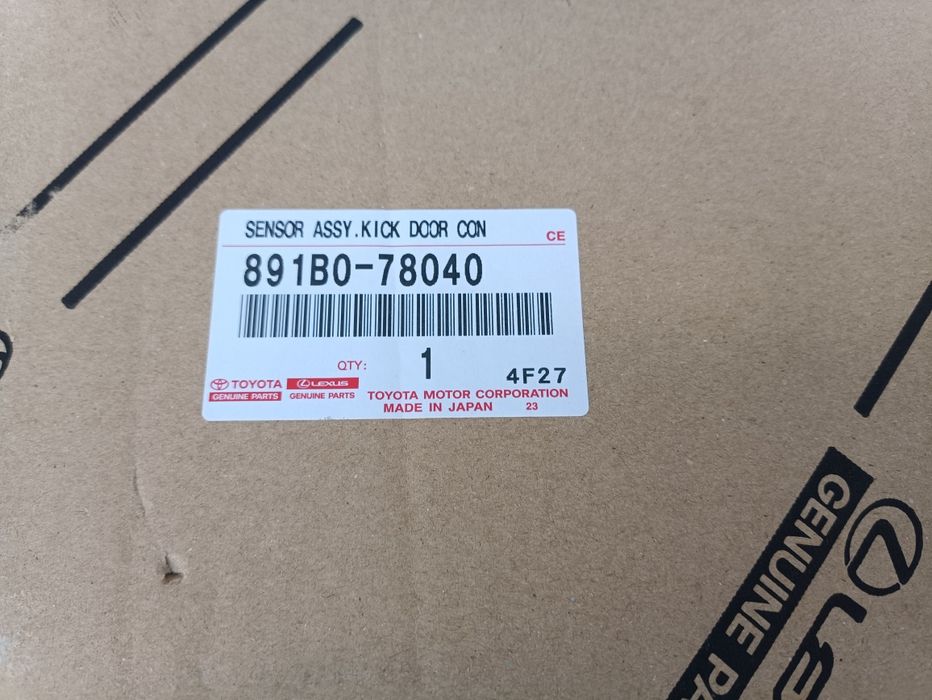 SENSOR ASSY.KICK DOOR CON
CE
891B0-78040
QTY: 1
4F27
TOYOTA
GENUINE PARTS
LEXUS
GENUINE PARTS
TOYOTA MOTOR CORPORATION
MADE IN JAPAN 23
GENUINE PA
LE